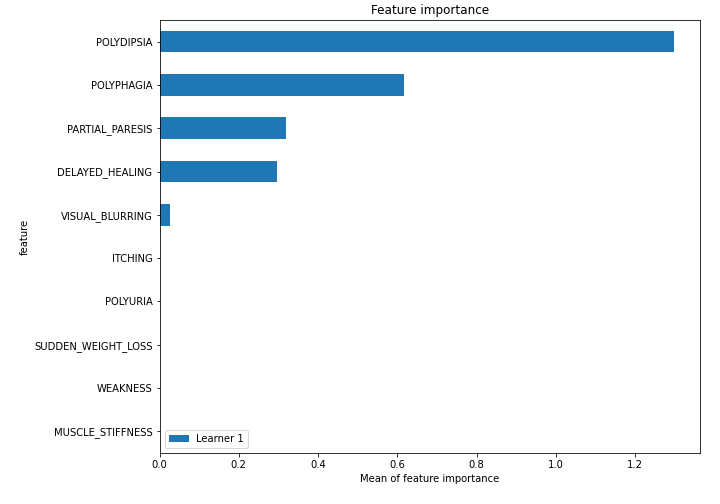 Feature importance
POLYDIPSIA
POLYPHAGIA
PARTIAL_PARESIS
DELAYED_HEALING
VISUAL_BLURRING
ITCHING
POLYURIA
SUDDEN_WEIGHT_LOSS
WEAKNESS
MUSCLE_STIFFNESS
feature
Learner 1
0.0 0.2 0.4 0.6 0.8 1.0 1.2
Mean of feature importance